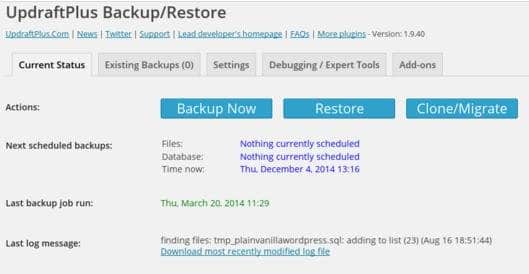 UpdraftPlus Backup/Restore
UpdraftPlus.Com | News | Twitter | Support | Lead developer's homepage | FAQs | More plugins - Version: 1.9.40
Current Status Existing Backups (0) Settings Debugging / Expert Tools Add-ons
Actions: Backup Now Restore Clone/Migrate
Next scheduled backups: Files: Nothing currently scheduled
Database: Nothing currently scheduled
Time now: Thu, December 4, 2014 13:16
Last backup job run: Thu, March 20, 2014 11:29
Last log message: finding files: tmp_plainvanillawordpress.sql: adding to list (23) (Aug 16 18:51:44)
Download most recently modified log file